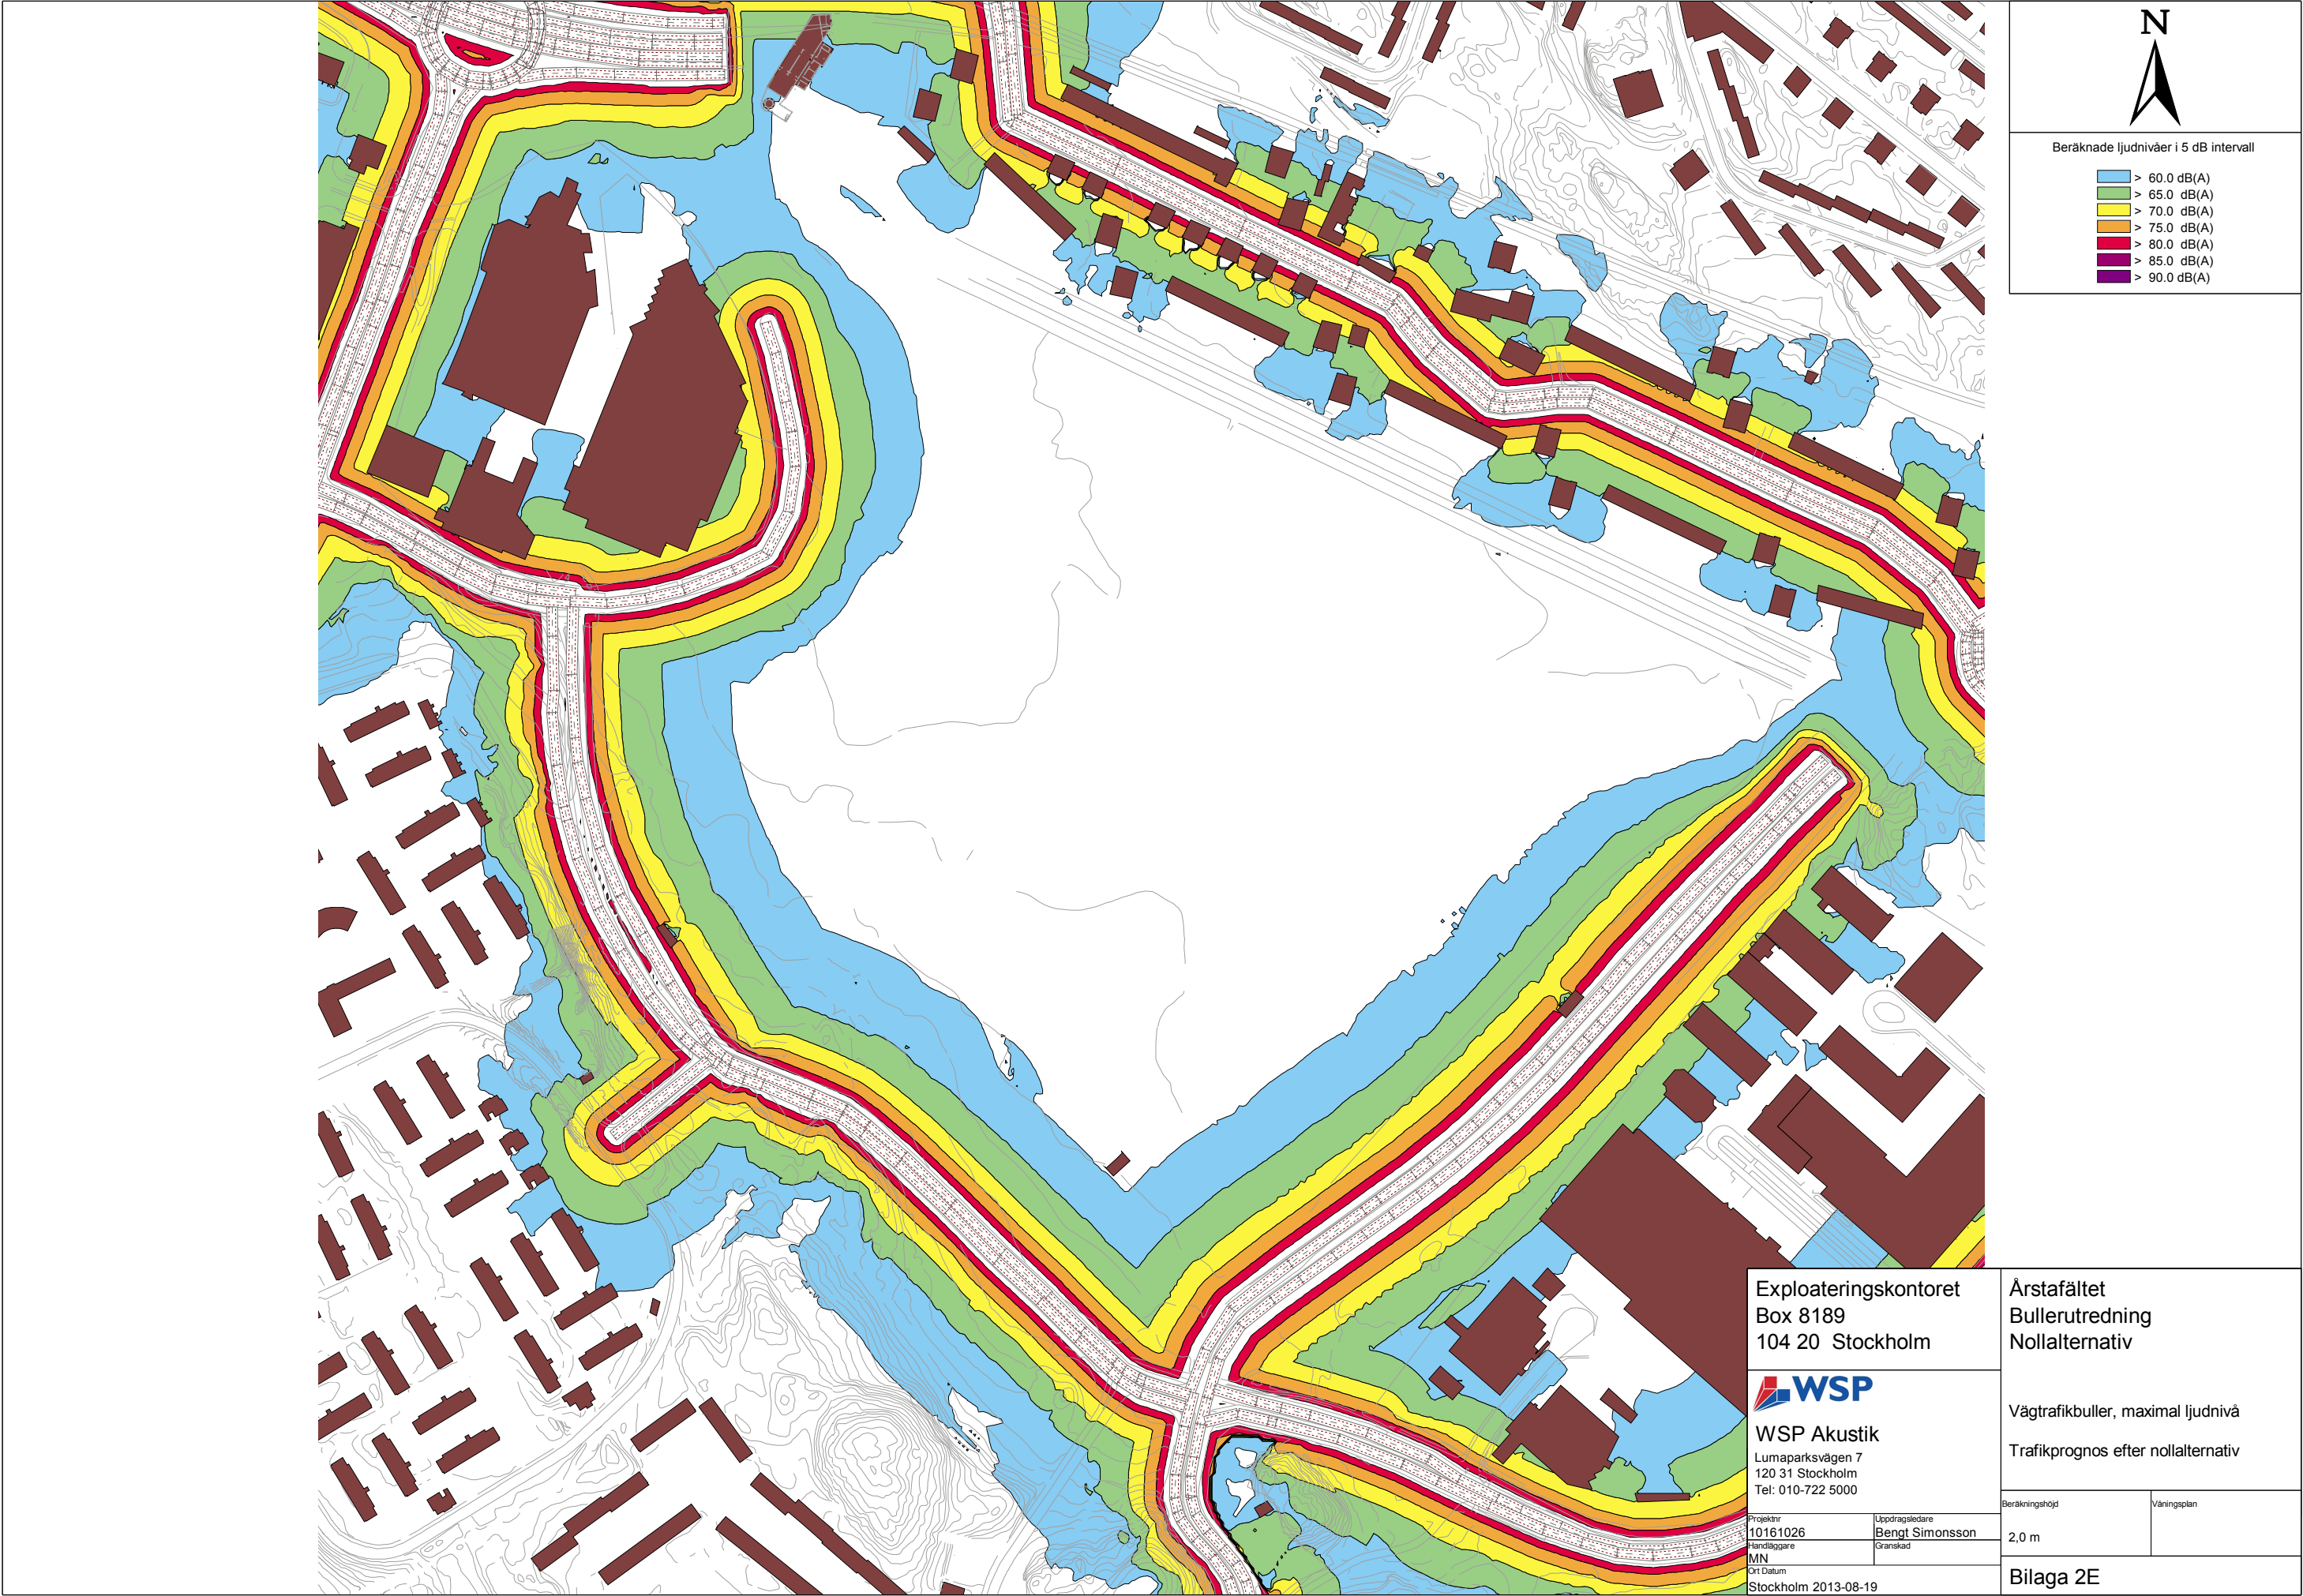 N
Beräknade ljudnivåer i 5 dB intervall
> 60.0 dB(A)
> 65.0 dB(A)
> 70.0 dB(A)
> 75.0 dB(A)
> 80.0 dB(A)
> 85.0 dB(A)
> 90.0 dB(A)
Exploateringskontoret
Box 8189
104 20 Stockholm
WSP
WSP Akustik
Lumaparksvägen 7
120 31 Stockholm
Tel: 010-722 5000
Projektnr
10161026
Uppdragsledare
Bengt Simonsson
Handläggare
MN
Granskad
Ort Datum
Stockholm 2013-08-19
Årstafältet
Bullerutredning
Nollalternativ
Vägtrafikbuller, maximal ljudnivå
Trafikprognos efter nollalternativ
Beräkningshöjd
2,0 m
Våningsplan
Bilaga 2E